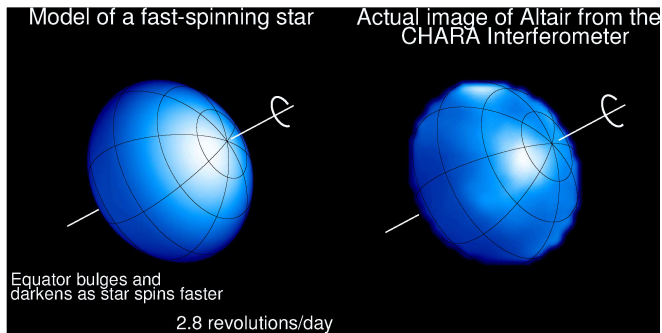 Model of a fast-spinning star
Actual image of Altair from the
CHARA Interferometer
Equator bulges and
darkens as star spins faster
2.8 revolutions/day